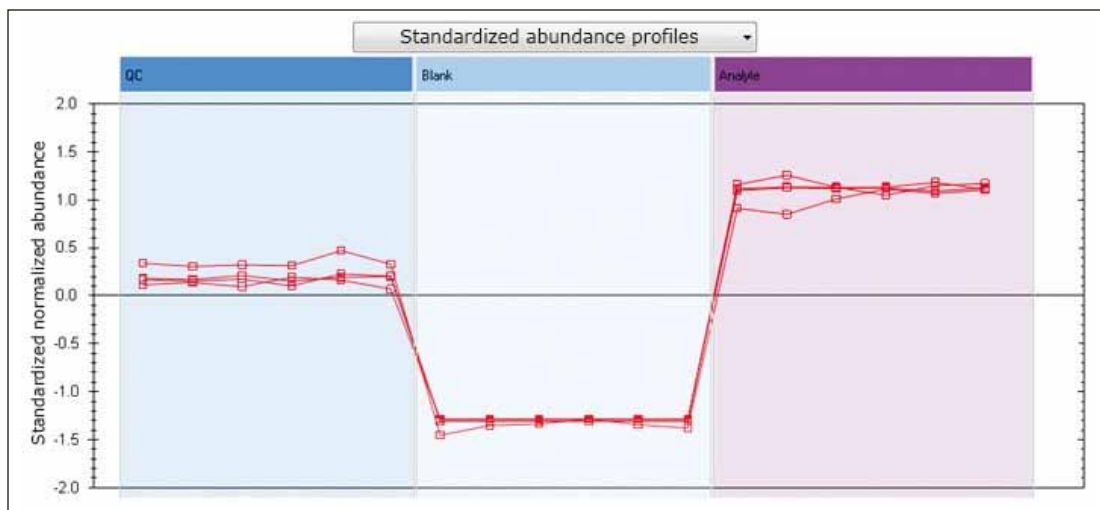 Standardized abundance profiles
QC
Blank
Analyte
Standardized normalized abundance
2.0
1.5
1.0
0.5
0.0
-0.5
-1.0
-1.5
-2.0